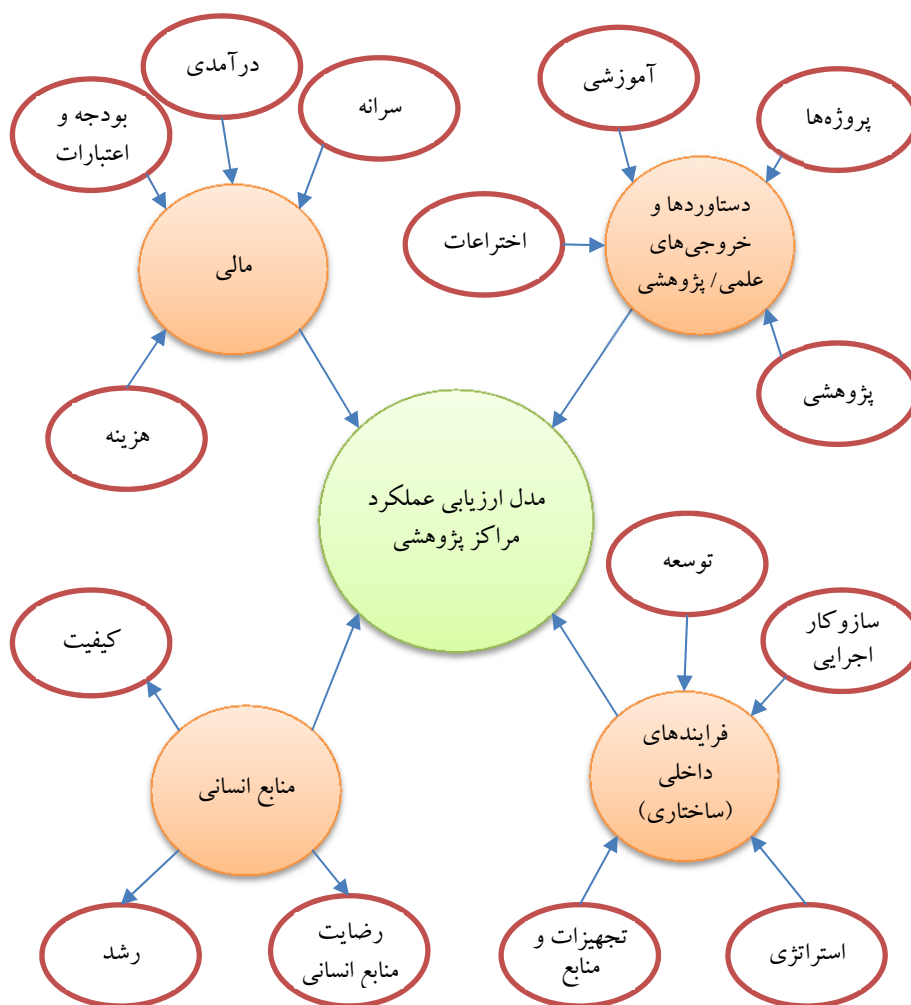 درآمدی
سرانه
بودجه و
اعتبارات
مالی
هزینه
آموزشی
پروژه‌ها
اختراعات
دستاوردها و
خروجی‌های
علمی/ پژوهشی
پژوهشی
مدل ارزیابی عملکرد
مراکز پژوهشی
توسعه
سازوکار
اجرایی
فرایندهای
داخلی
(ساختاری)
تجهیزات و
منابع
استراتژی
کیفیت
منابع انسانی
رشد
رضایت
منابع انسانی